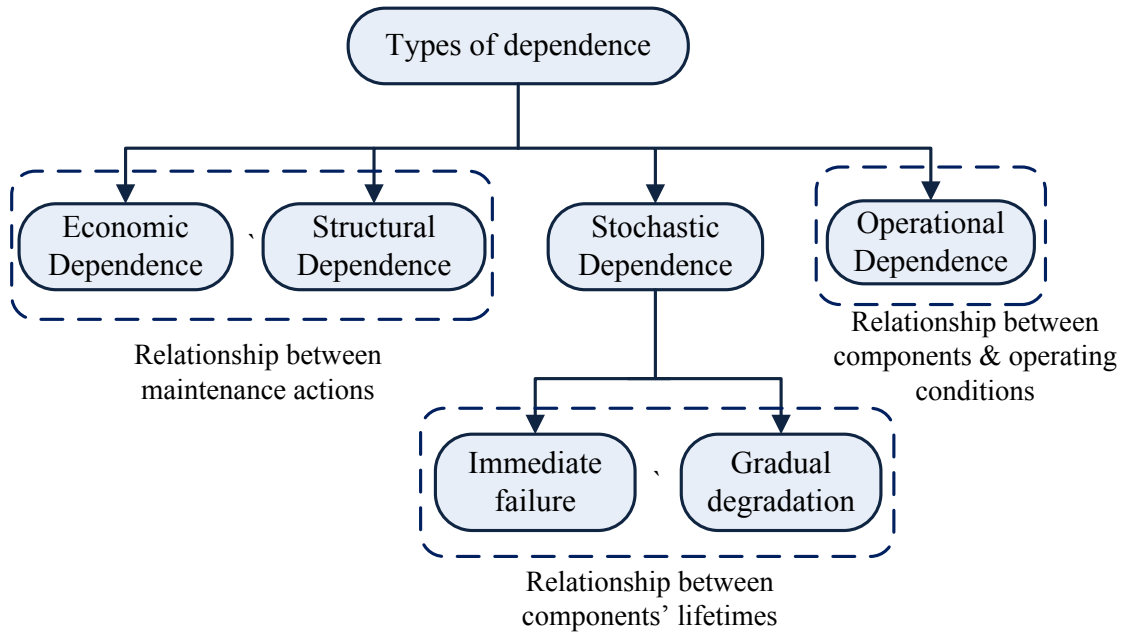 Types of dependence
Economic
Dependence
`
Structural
Dependence
Stochastic
Dependence
Operational
Dependence
Relationship between
maintenance actions
Relationship between
components & operating
conditions
Immediate
failure
`
Gradual
degradation
Relationship between
components’ lifetimes